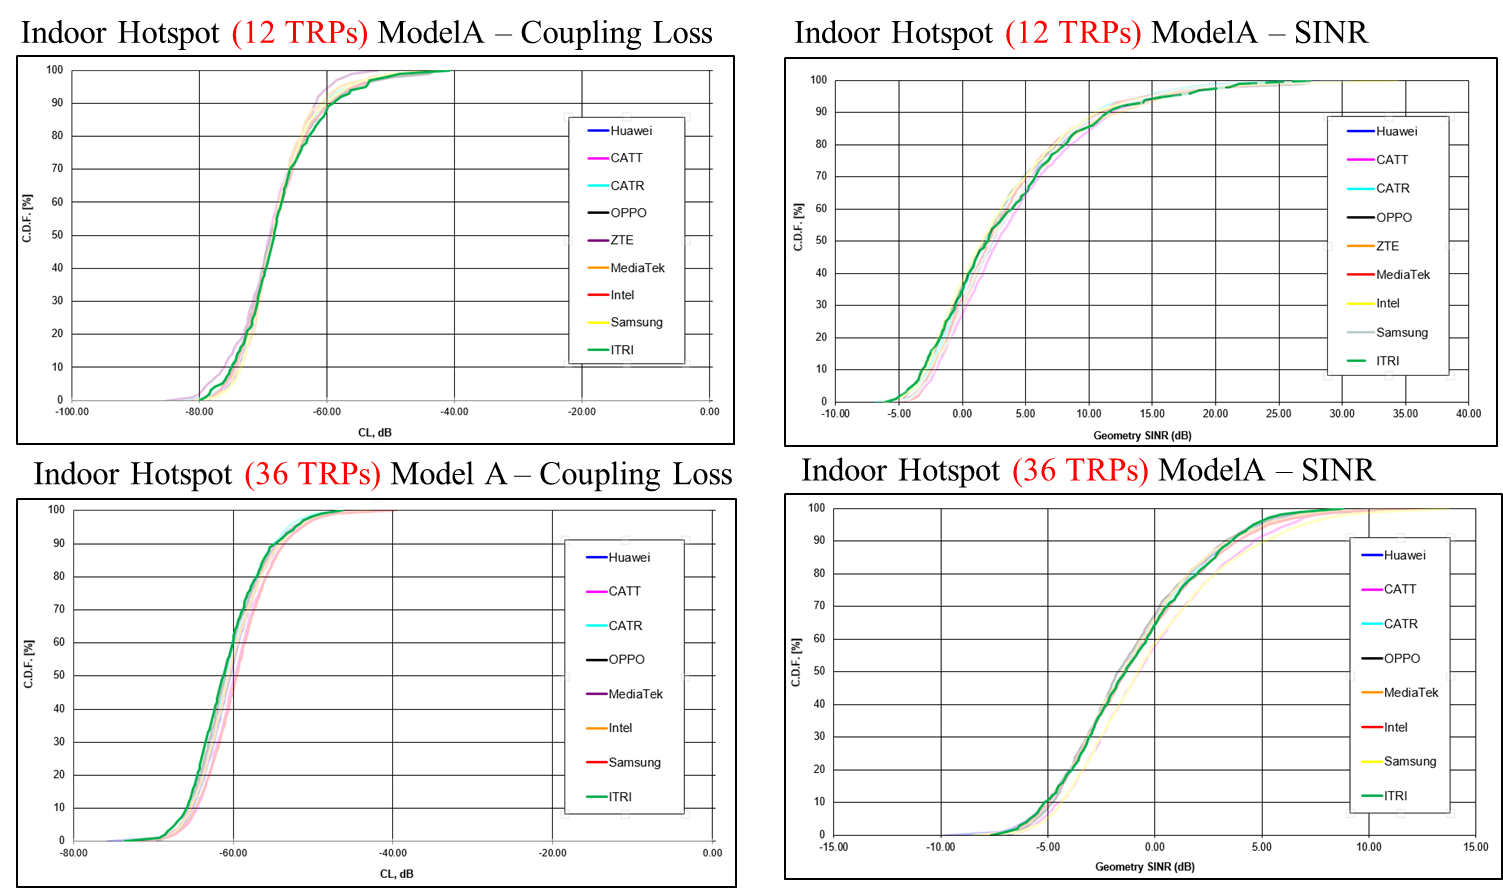 Indoor Hotspot (12 TRPs) ModelA – Coupling Loss
100
90
80
70
60
50
40
30
20
10
0
C.D.F. [%]
-100.00 -80.00 -60.00 -40.00 -20.00 0.00
CL, dB
Huawei
CATT
CATR
OPPO
ZTE
MediaTek
Intel
Samsung
ITRI
Indoor Hotspot (12 TRPs) ModelA – SINR
100
90
80
70
60
50
40
30
20
10
0
C.D.F. [%]
-10.00 -5.00 0.00 5.00 10.00 15.00 20.00 25.00 30.00 35.00 40.00
Geometry SINR (dB)
Huawei
CATT
CATR
OPPO
ZTE
MediaTek
Intel
Samsung
ITRI
Indoor Hotspot (36 TRPs) Model A – Coupling Loss
100
90
80
70
60
50
40
30
20
10
0
C.D.F. [%]
-80.00 -60.00 -40.00 -20.00 0.00
CL, dB
Huawei
CATT
CATR
OPPO
MediaTek
Intel
Samsung
ITRI
Indoor Hotspot (36 TRPs) ModelA – SINR
100
90
80
70
60
50
40
30
20
10
0
C.D.F. [%]
-15.00 -10.00 -5.00 0.00 5.00 10.00 15.00
Geometry SINR (dB)
Huawei
CATT
CATR
OPPO
MediaTek
Intel
Samsung
ITRI